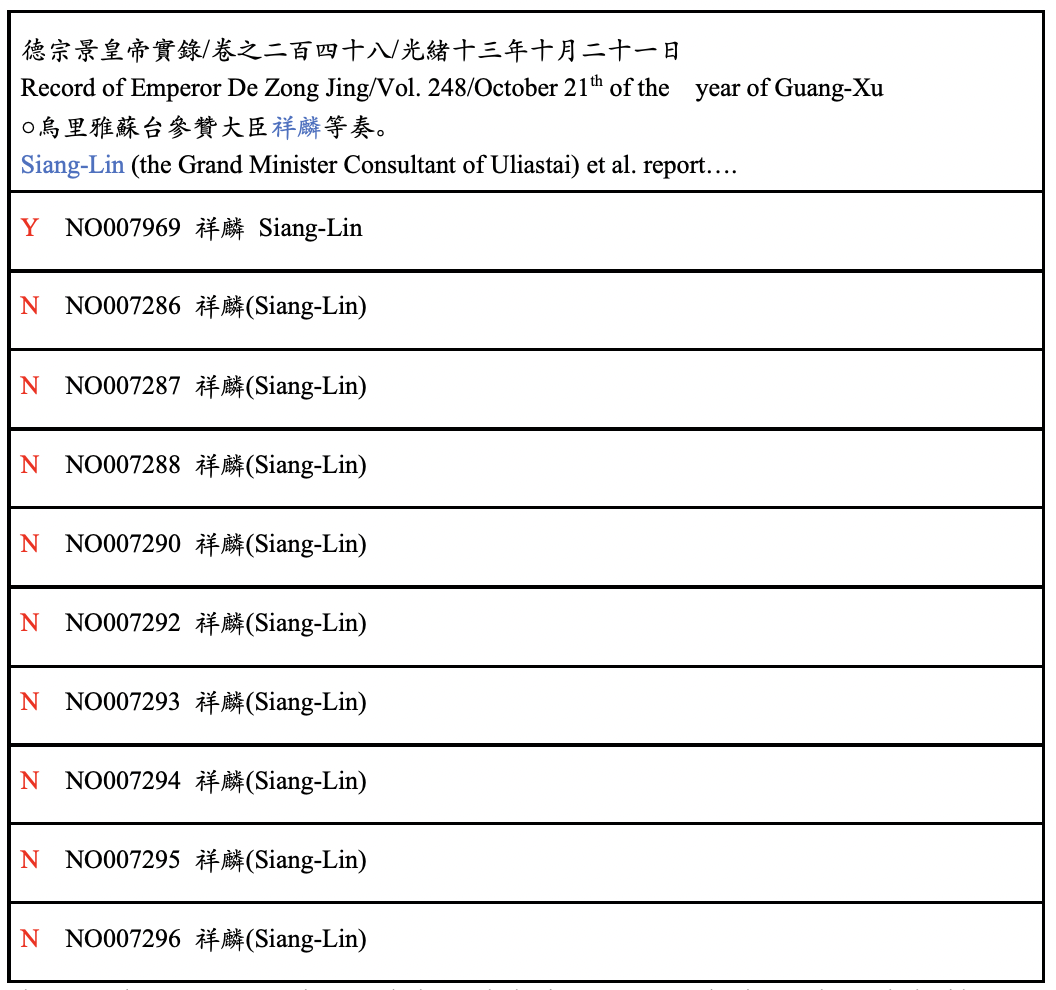 德宗景皇帝實錄/卷之二百四十八/光緒十三年十月二十一日
Record of Emperor De Zong Jing/Vol. 248/October 21th of the year of Guang-Xu
○烏里雅蘇台參贊大臣祥麟等奏。
Siang-Lin (the Grand Minister Consultant of Uliastai) et al. report….
Y NO007969 祥麟 Siang-Lin
N NO007286 祥麟(Siang-Lin)
N NO007287 祥麟(Siang-Lin)
N NO007288 祥麟(Siang-Lin)
N NO007290 祥麟(Siang-Lin)
N NO007292 祥麟(Siang-Lin)
N NO007293 祥麟(Siang-Lin)
N NO007294 祥麟(Siang-Lin)
N NO007295 祥麟(Siang-Lin)
N NO007296 祥麟(Siang-Lin)